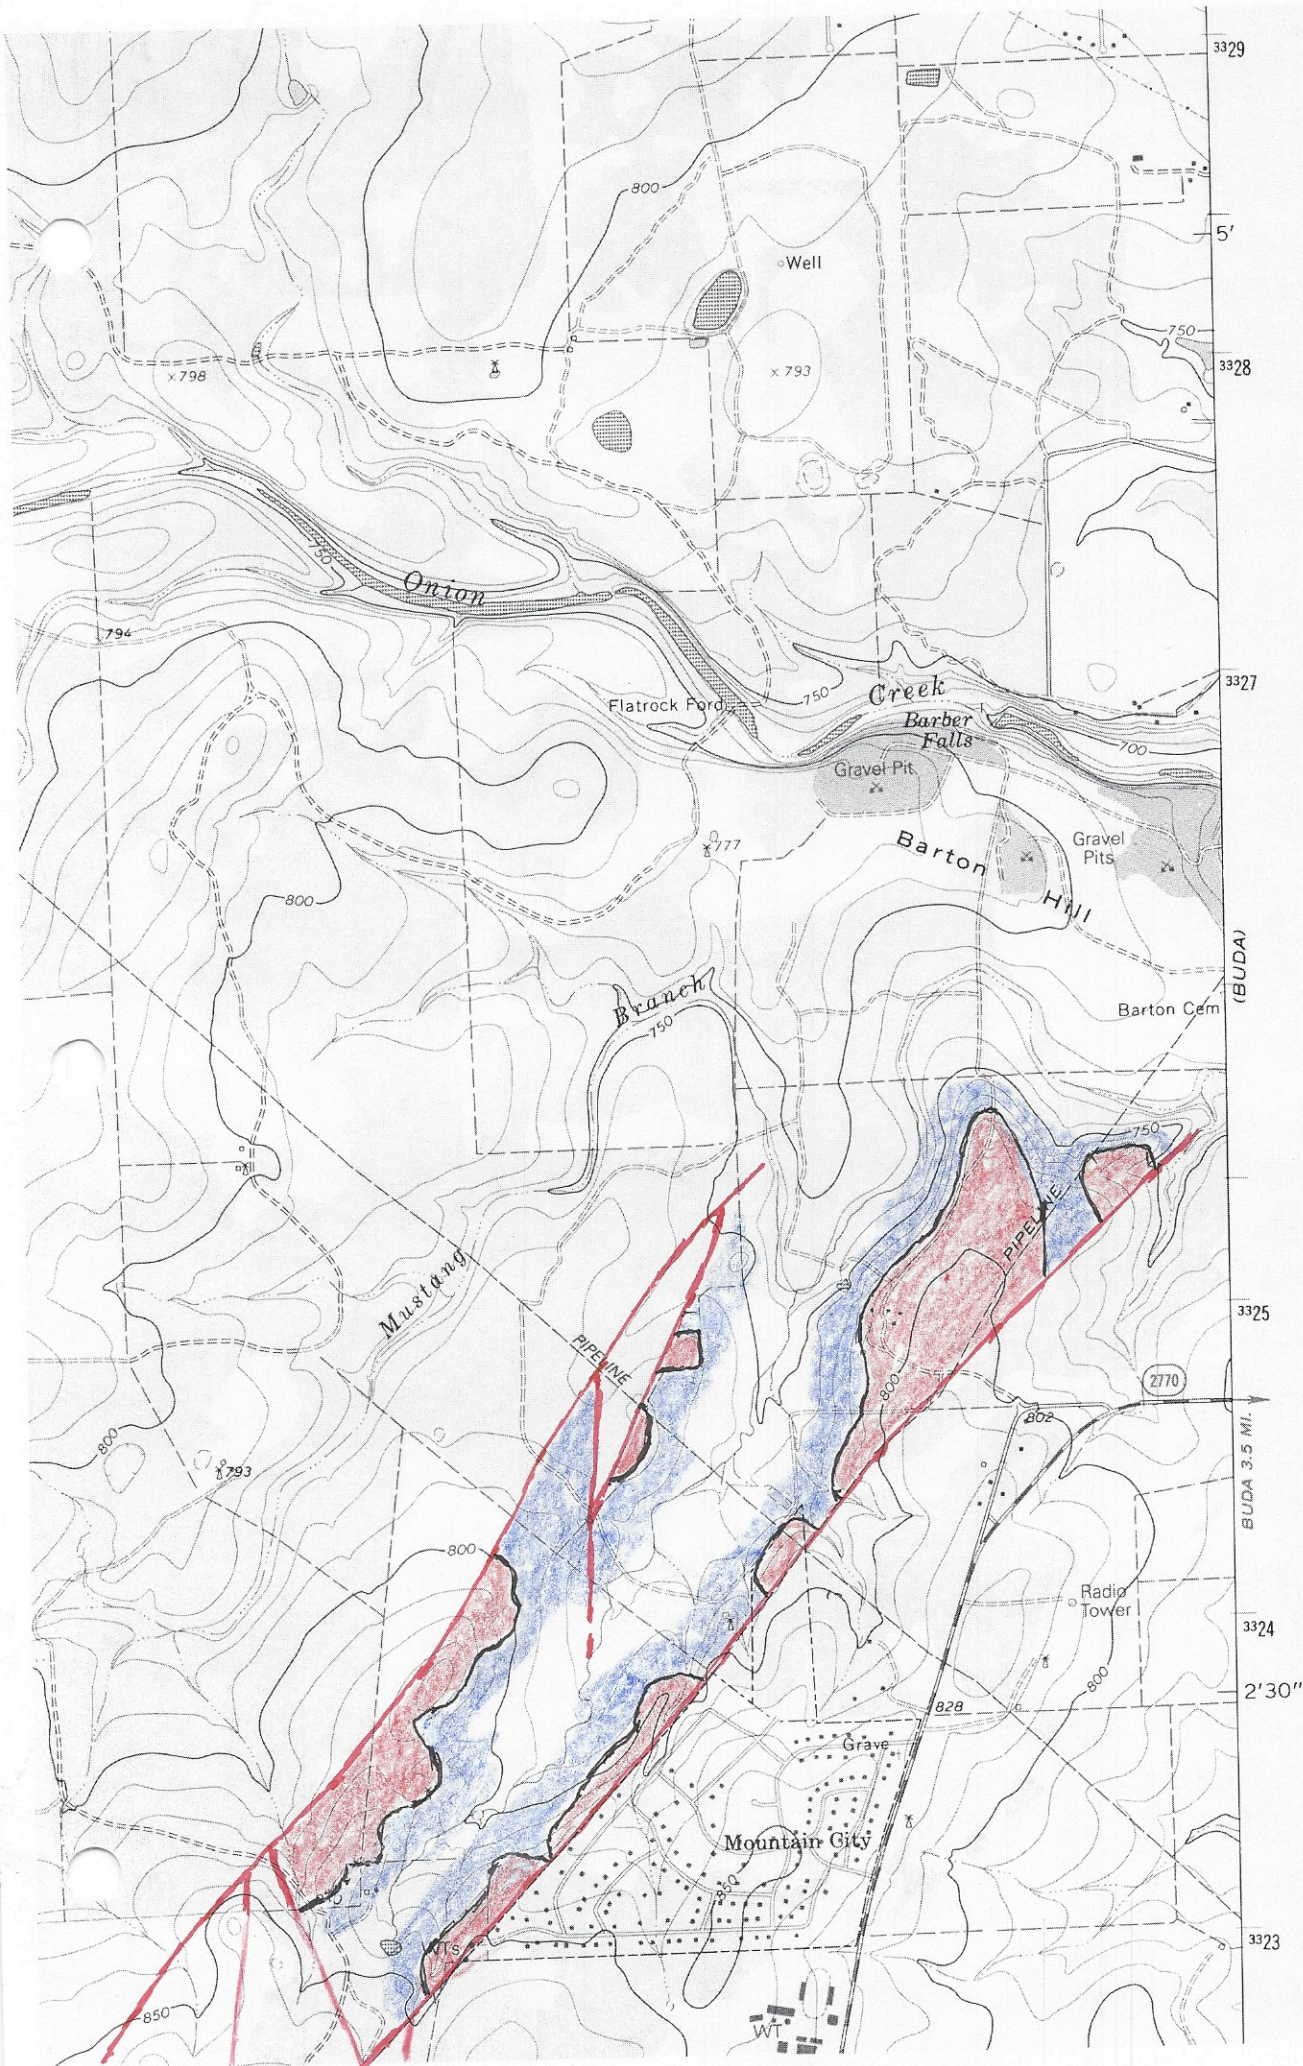 3329
800
5'
Well
750
3328
798
793
750
Onion
794
3327
Flatrock Ford
750
Creek
Barber
Falls
700
Gravel Pit
777
Barton
Hill
Gravel
Pits
800
(BUDA)
Branch
750
Barton Cem
750
PIPELINE
Mustang
3325
PIPELINE
2770
800
802
800
793
BUDA 3.5 MI.
800
Radio
Tower
3324
800
2'30"
828
Grave
Mountain City
850
WTs
3323
850
WT